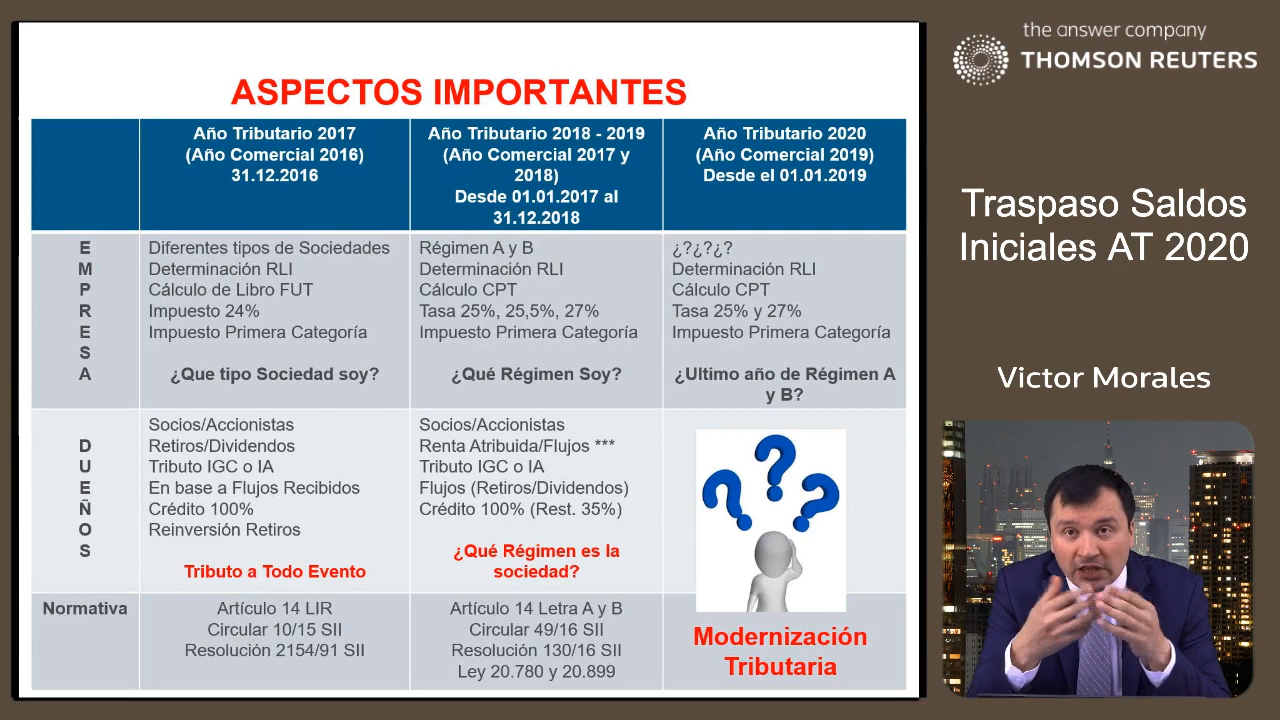 ASPECTOS IMPORTANTES
Año Tributario 2017
(Año Comercial 2016)
31.12.2016
Año Tributario 2018 - 2019
(Año Comercial 2017 y
2018)
Desde 01.01.2017 al
31.12.2018
Año Tributario 2020
(Año Comercial 2019)
Desde el 01.01.2019
E
M
P
R
E
S
A
Diferentes tipos de Sociedades
Determinación RLI
Cálculo de Libro FUT
Impuesto 24%
Impuesto Primera Categoría
¿Que tipo Sociedad soy?
Régimen A y B
Determinación RLI
Cálculo CPT
Tasa 25%, 25,5%, 27%
Impuesto Primera Categoría
¿Qué Régimen Soy?
¿?¿?¿?
Determinación RLI
Cálculo CPT
Tasa 25% y 27%
Impuesto Primera Categoría
¿Ultimo año de Régimen A
y B?
D
U
E
Ñ
O
S
Socios/Accionistas
Retiros/Dividendos
Tributo IGC o IA
En base a Flujos Recibidos
Crédito 100%
Reinversión Retiros
Tributo a Todo Evento
Socios/Accionistas
Renta Atribuida/Flujos ***
Tributo IGC o IA
Flujos (Retiros/Dividendos)
Crédito 100% (Rest. 35%)
¿Qué Régimen es la
sociedad?
? ? ?
Normativa
Artículo 14 LIR
Circular 10/15 SII
Resolución 2154/91 SII
Artículo 14 Letra A y B
Circular 49/16 SII
Resolución 130/16 SII
Ley 20.780 y 20.899
Modernización
Tributaria
the answer company
THOMSON REUTERS
Traspaso Saldos
Iniciales AT 2020
Victor Morales